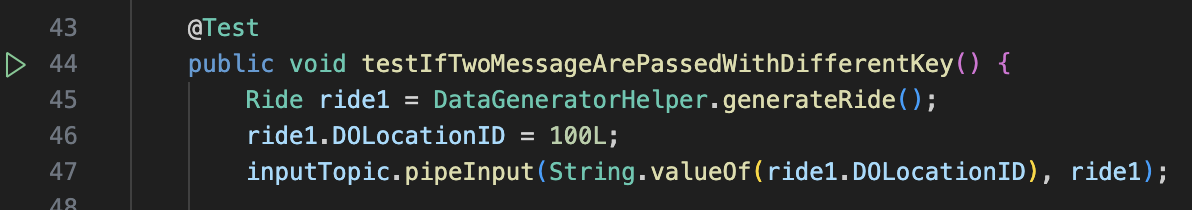 43 @Test
44 public void testIfTwoMessageArePassedWithDifferentKey() {
45 Ride ride1 = DataGeneratorHelper.generateRide();
46 ride1.DOLocationID = 100L;
47 inputTopic.pipeInput(String.valueOf(ride1.DOLocationID), ride1);
48